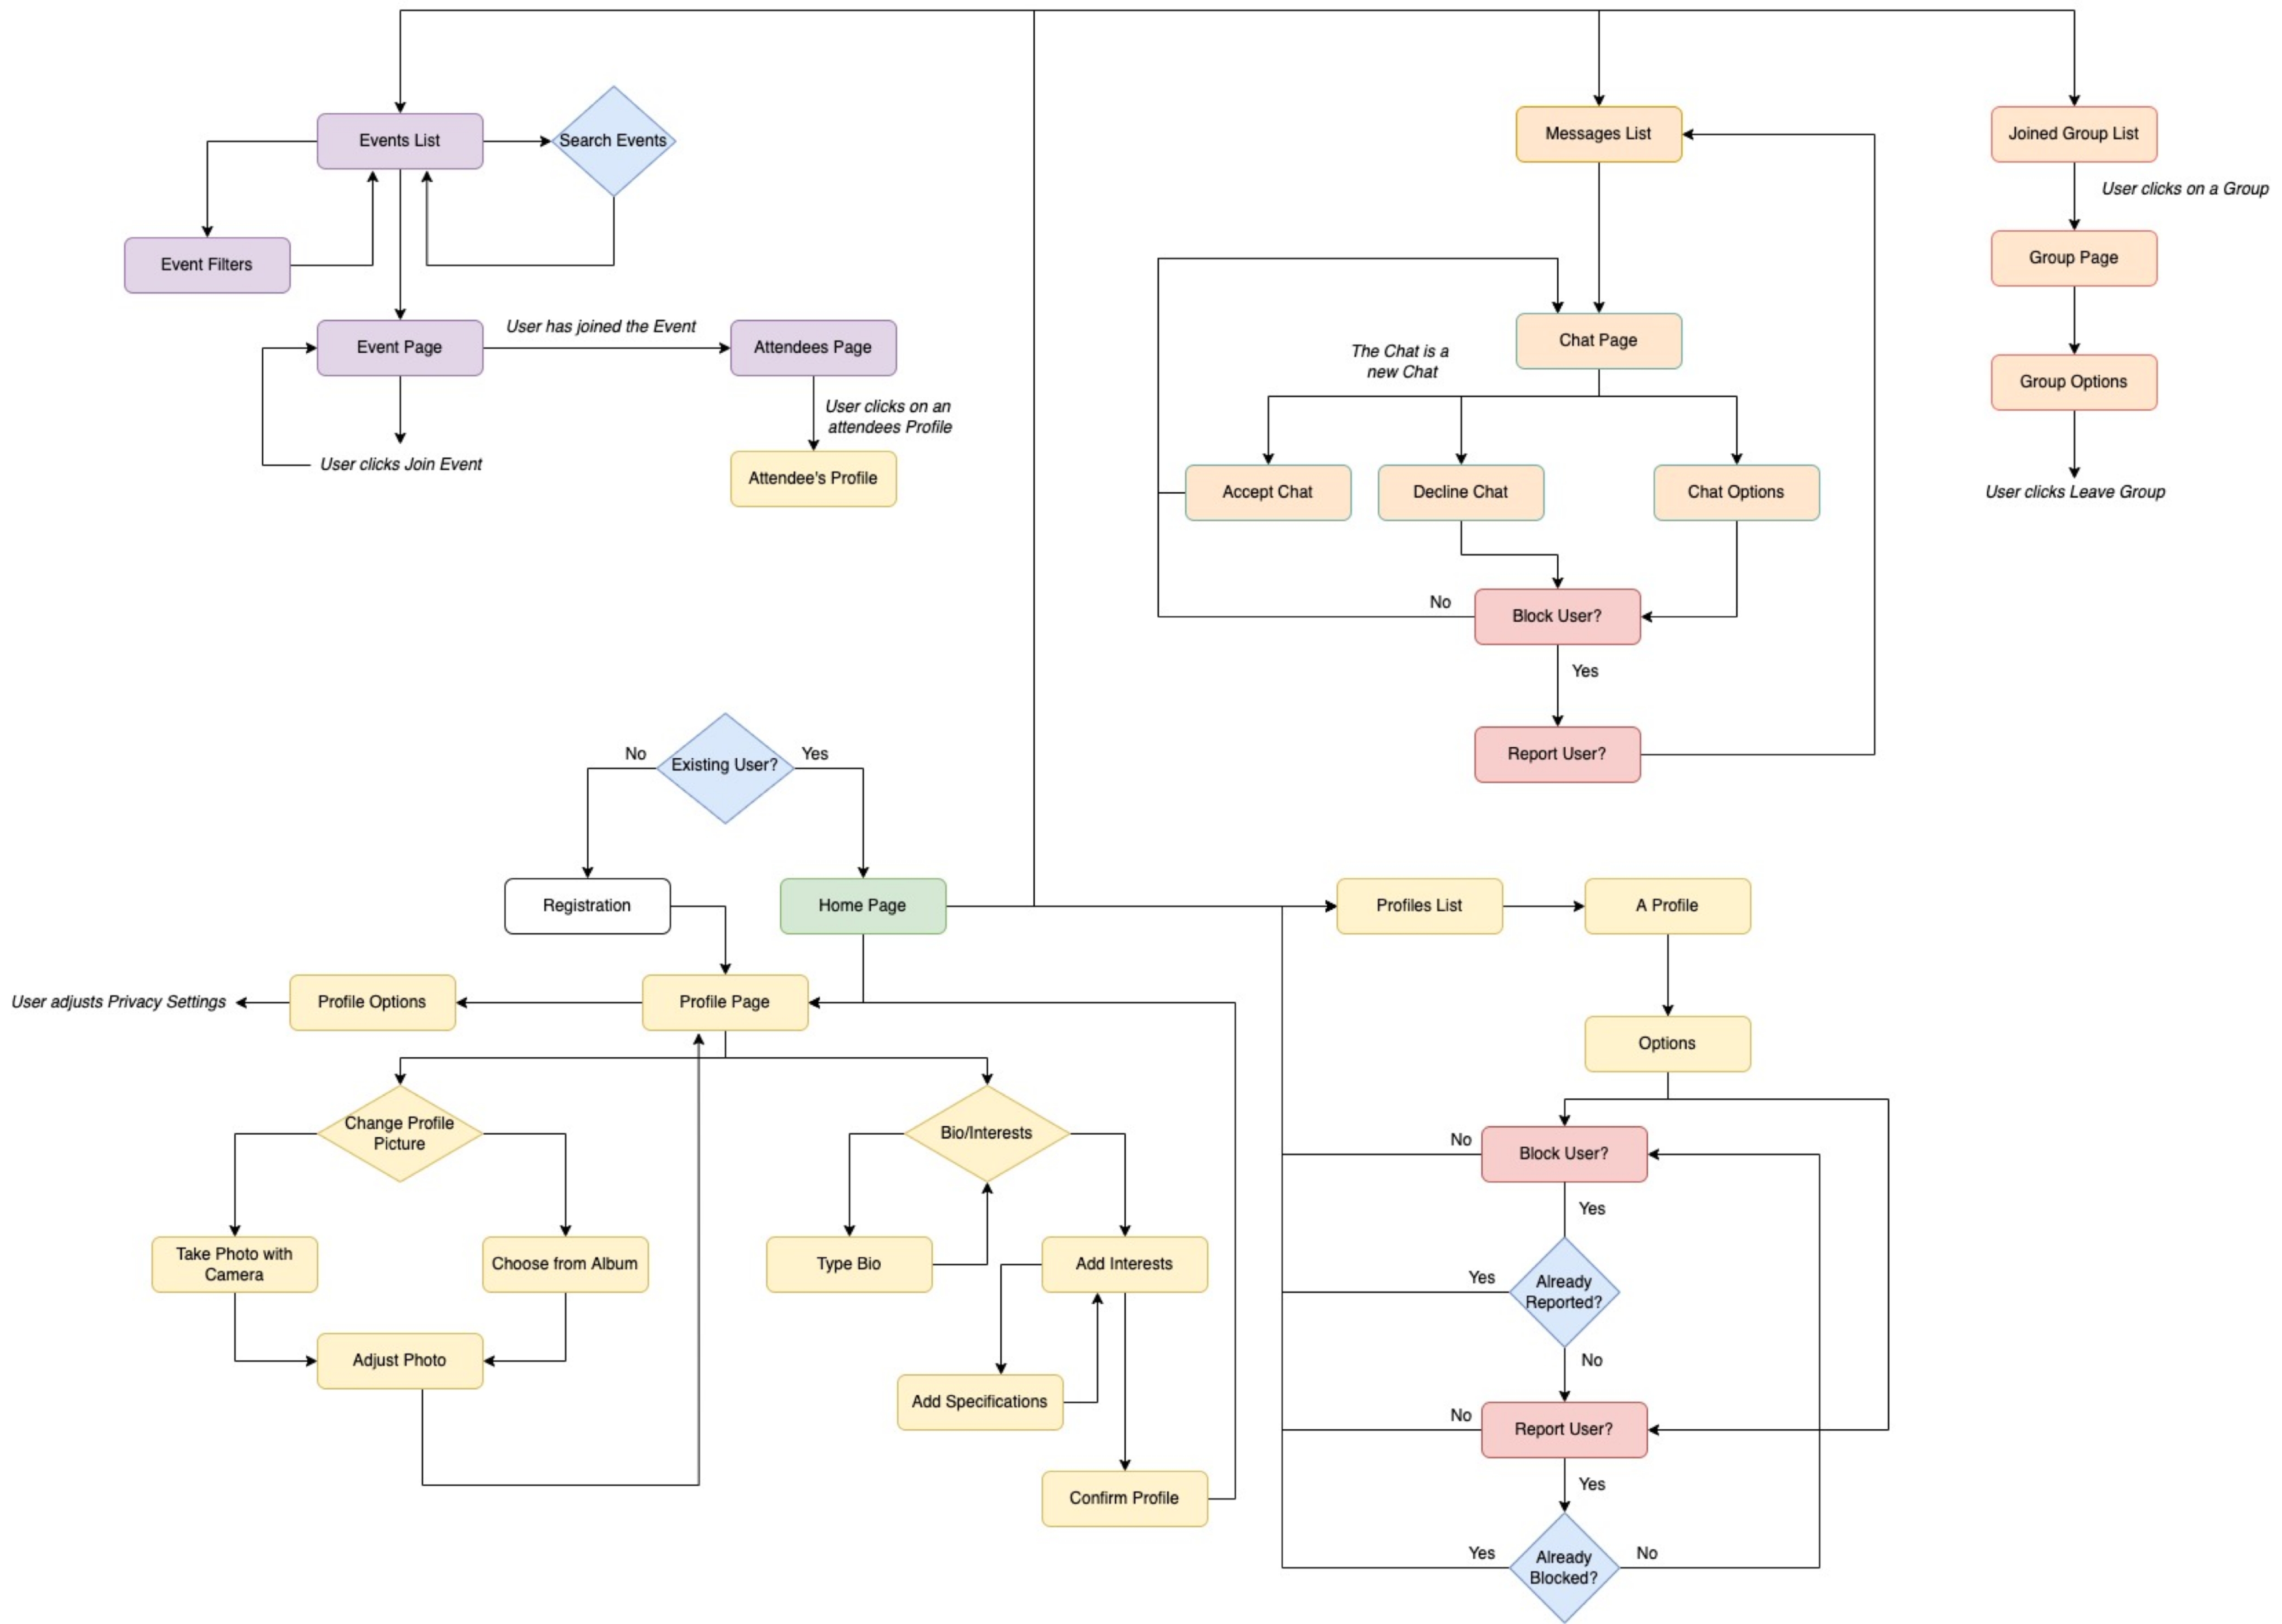 Events List
Search Events
Event Filters
Event Page
User has joined the Event
Attendees Page
User clicks on an
attendees Profile
User clicks Join Event
Attendee's Profile
Messages List
Joined Group List
User clicks on a Group
Group Page
Chat Page
The Chat is a
new Chat
Group Options
Accept Chat
Decline Chat
Chat Options
User clicks Leave Group
No
Block User?
Yes
Report User?
No
Existing User?
Yes
Registration
Home Page
Profiles List
A Profile
User adjusts Privacy Settings
Profile Options
Profile Page
Options
Change Profile
Picture
Bio/Interests
Take Photo with
Camera
Choose from Album
Type Bio
Add Interests
Adjust Photo
Add Specifications
Confirm Profile
No
Block User?
Yes
Yes
Already
Reported?
No
No
Report User?
Yes
Yes
Already
Blocked?
No